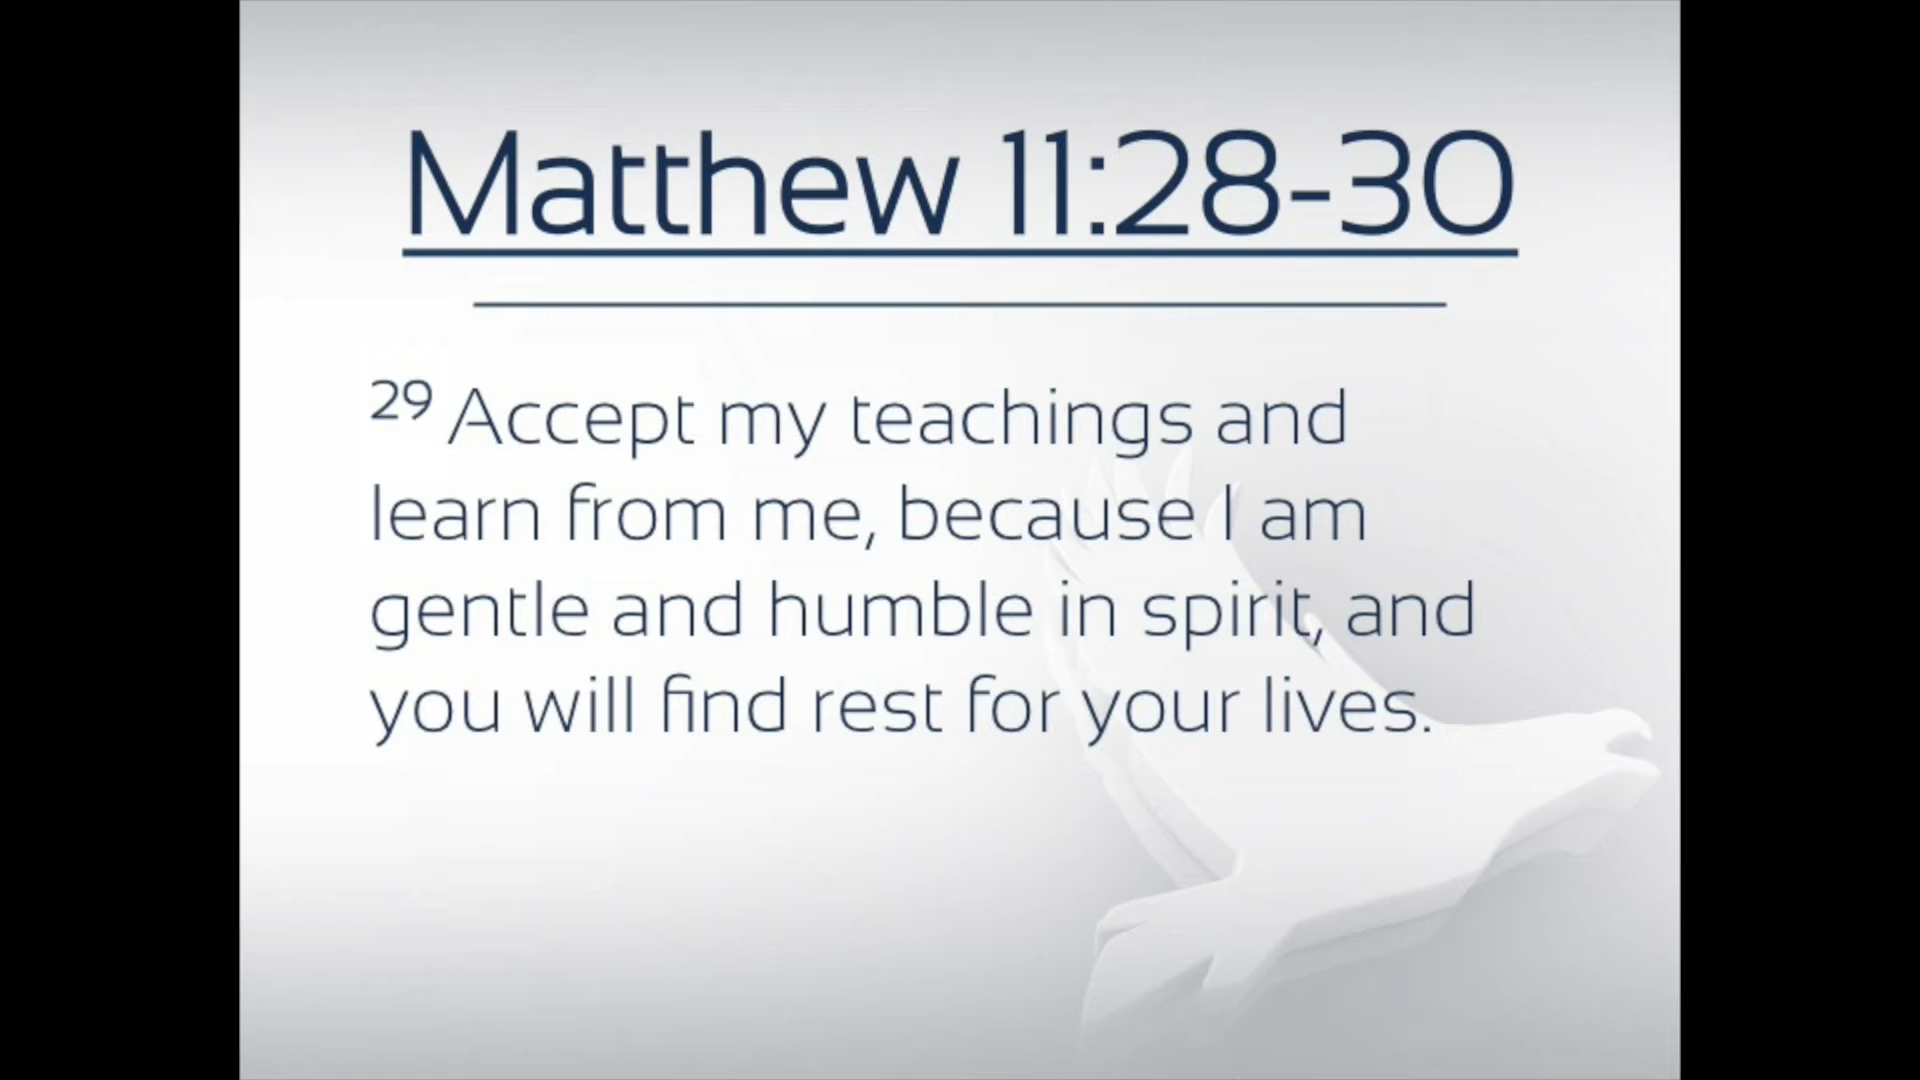 Matthew 11:28-30
29 Accept my teachings and
learn from me, because I am
gentle and humble in spirit, and
you will find rest for your lives.